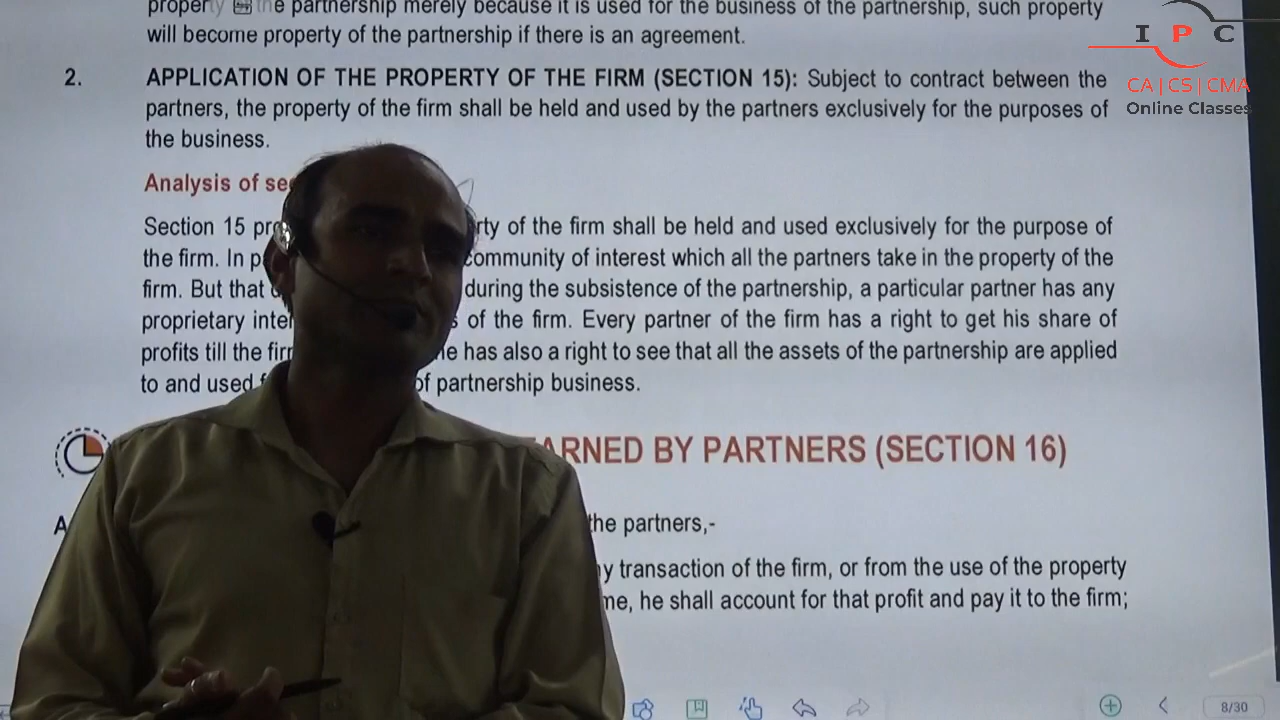 the partnership merely because it is used for the business of the partnership, such property
will become property of the partnership if there is an agreement.
I P C
CA | CS | CMA
Online Classes
2. APPLICATION OF THE PROPERTY OF THE FIRM (SECTION 15): Subject to contract between the
partners, the property of the firm shall be held and used by the partners exclusively for the purposes of
the business.
Analysis of
Section 15 of the firm shall be held and used exclusively for the purpose of
the firm. In community of interest which all the partners take in the property of the
firm. But that during the subsistence of the partnership, a particular partner has any
proprietary of the firm. Every partner of the firm has a right to get his share of
profits till the has also a right to see that all the assets of the partnership are applied
to and used of partnership business.
EARNED BY PARTNERS (SECTION 16)
the partners,-
transaction of the firm, or from the use of the property
he shall account for that profit and pay it to the firm;
8/30